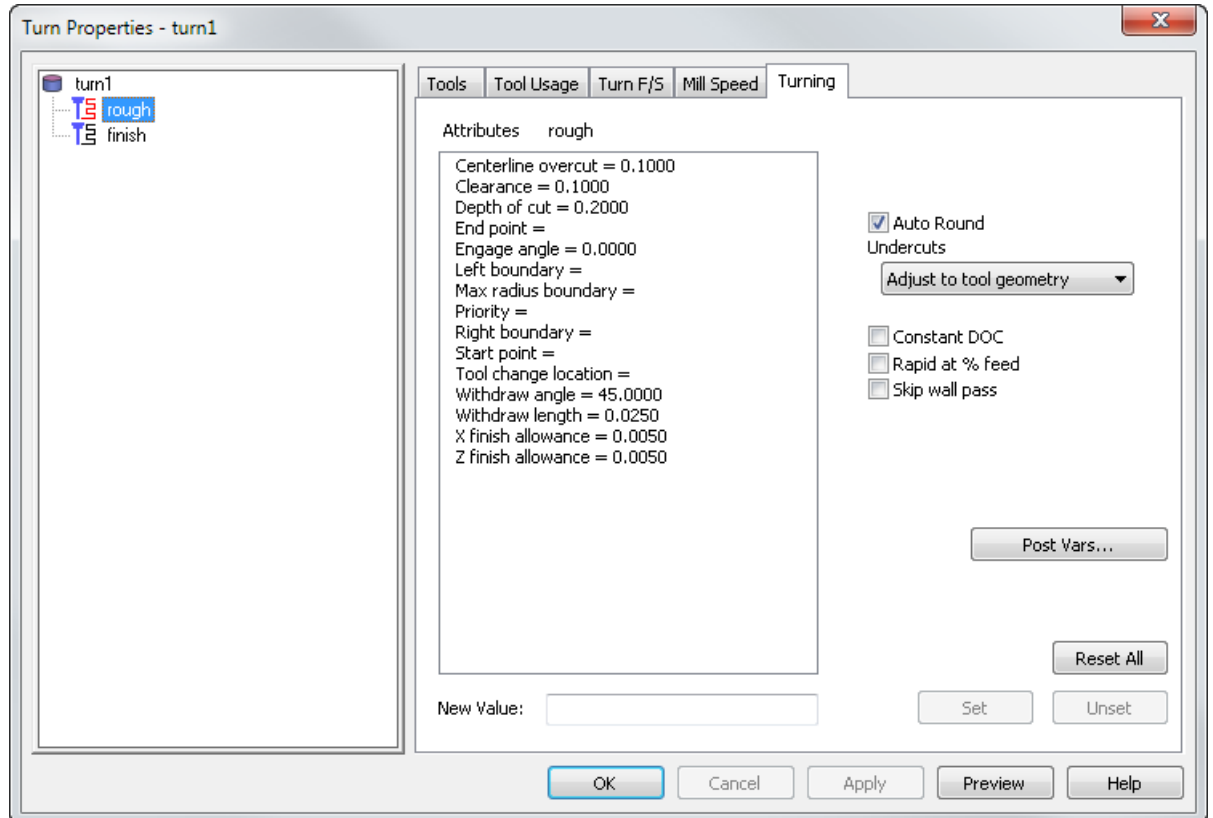 Turn Properties - turn1
turn1
rough
finish
Tools
Tool Usage
Turn F/S
Mill Speed
Turning
Attributes rough
Centerline overcut = 0.1000
Clearance = 0.1000
Depth of cut = 0.2000
End point =
Engage angle = 0.0000
Left boundary =
Max radius boundary =
Priority =
Right boundary =
Start point =
Tool change location =
Withdraw angle = 45.0000
Withdraw length = 0.0250
X finish allowance = 0.0050
Z finish allowance = 0.0050
Auto Round
Undercuts
Adjust to tool geometry
Constant DOC
Rapid at % feed
Skip wall pass
Post Vars...
Reset All
New Value:
Set
Unset
OK
Cancel
Apply
Preview
Help